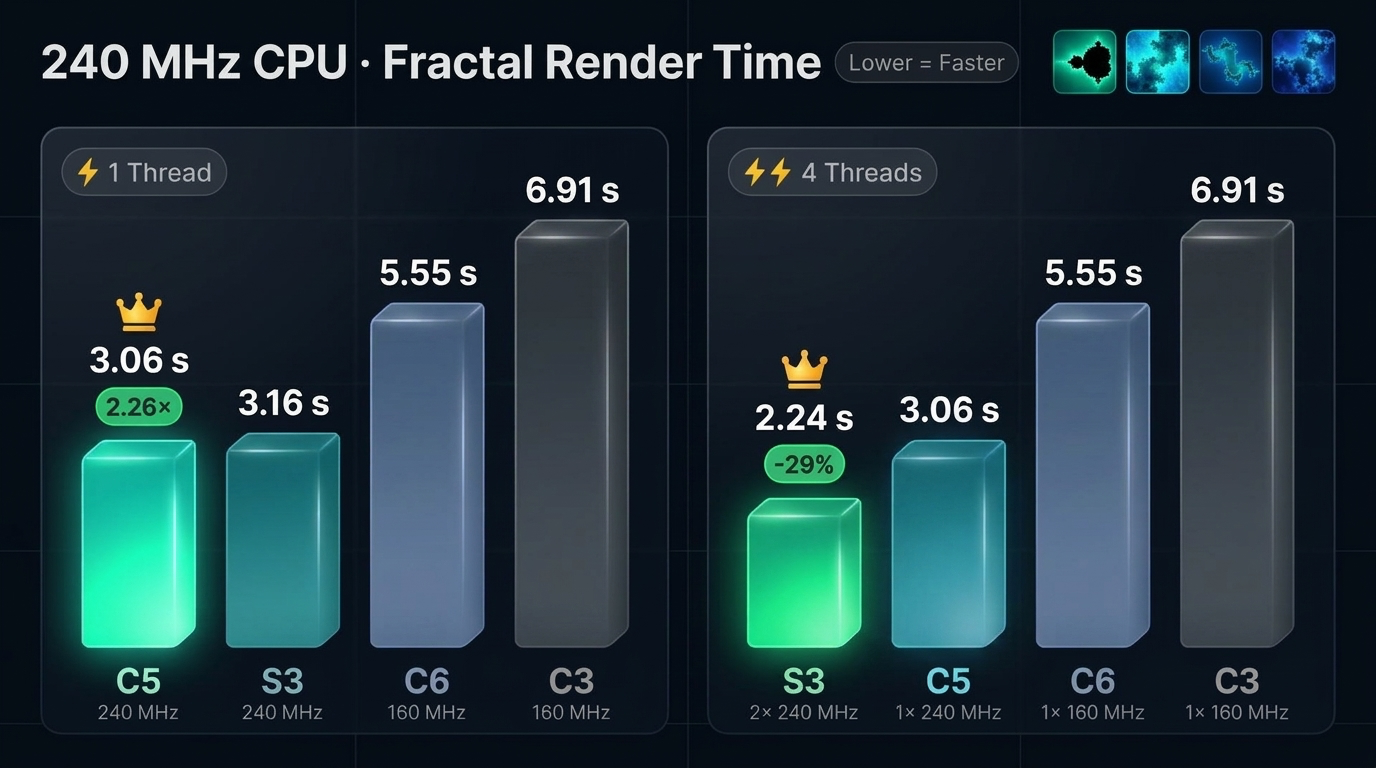 240 MHz CPU · Fractal Render Time
Lower = Faster
1 Thread
3.06 s
2.26×
3.16 s
5.55 s
6.91 s
C5
240 MHz
S3
240 MHz
C6
160 MHz
C3
160 MHz
4 Threads
2.24 s
-29%
3.06 s
5.55 s
6.91 s
S3
2× 240 MHz
C5
1× 240 MHz
C6
1× 160 MHz
C3
1× 160 MHz